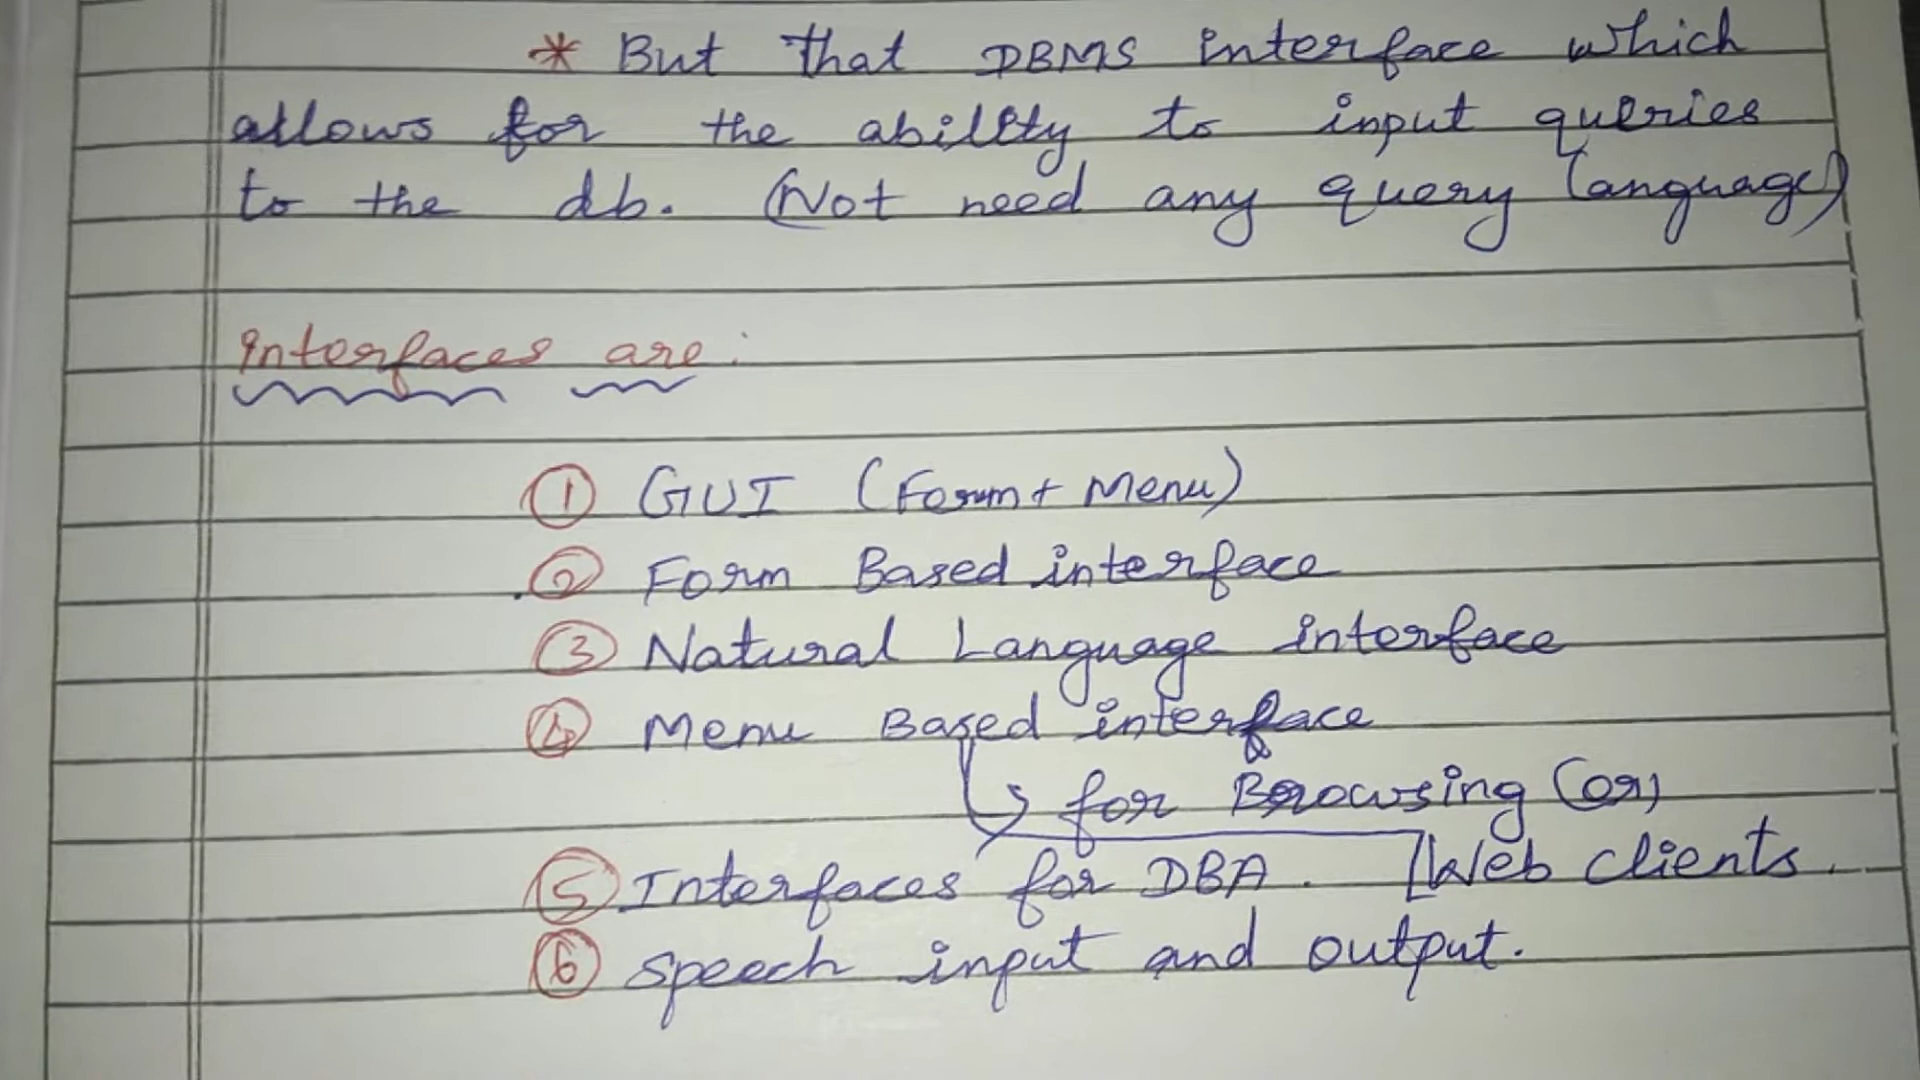 * But that DBMS interface which
allows for the ability to input queries
to the db. (Not need any query language)
Interfaces are:
① GUI (Form + Menu)
② Form Based interface
③ Natural Language interface
④ Menu Based interface
for Browsing (or)
⑤ Interfaces for DBA. [Web clients.
⑥ Speech input and output.